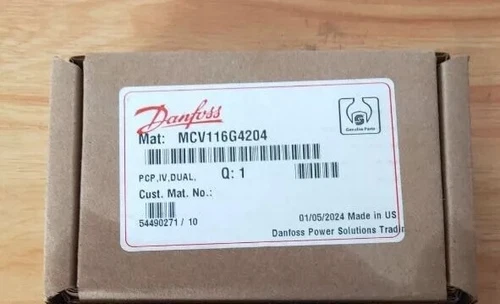 Danfoss
Genuine Parts
Mat: MCV116G4204
PCP,IV,DUAL,
Q: 1
Cust. Mat. No.:
54490271 / 10
01/05/2024 Made in US
Danfoss Power Solutions Tradin